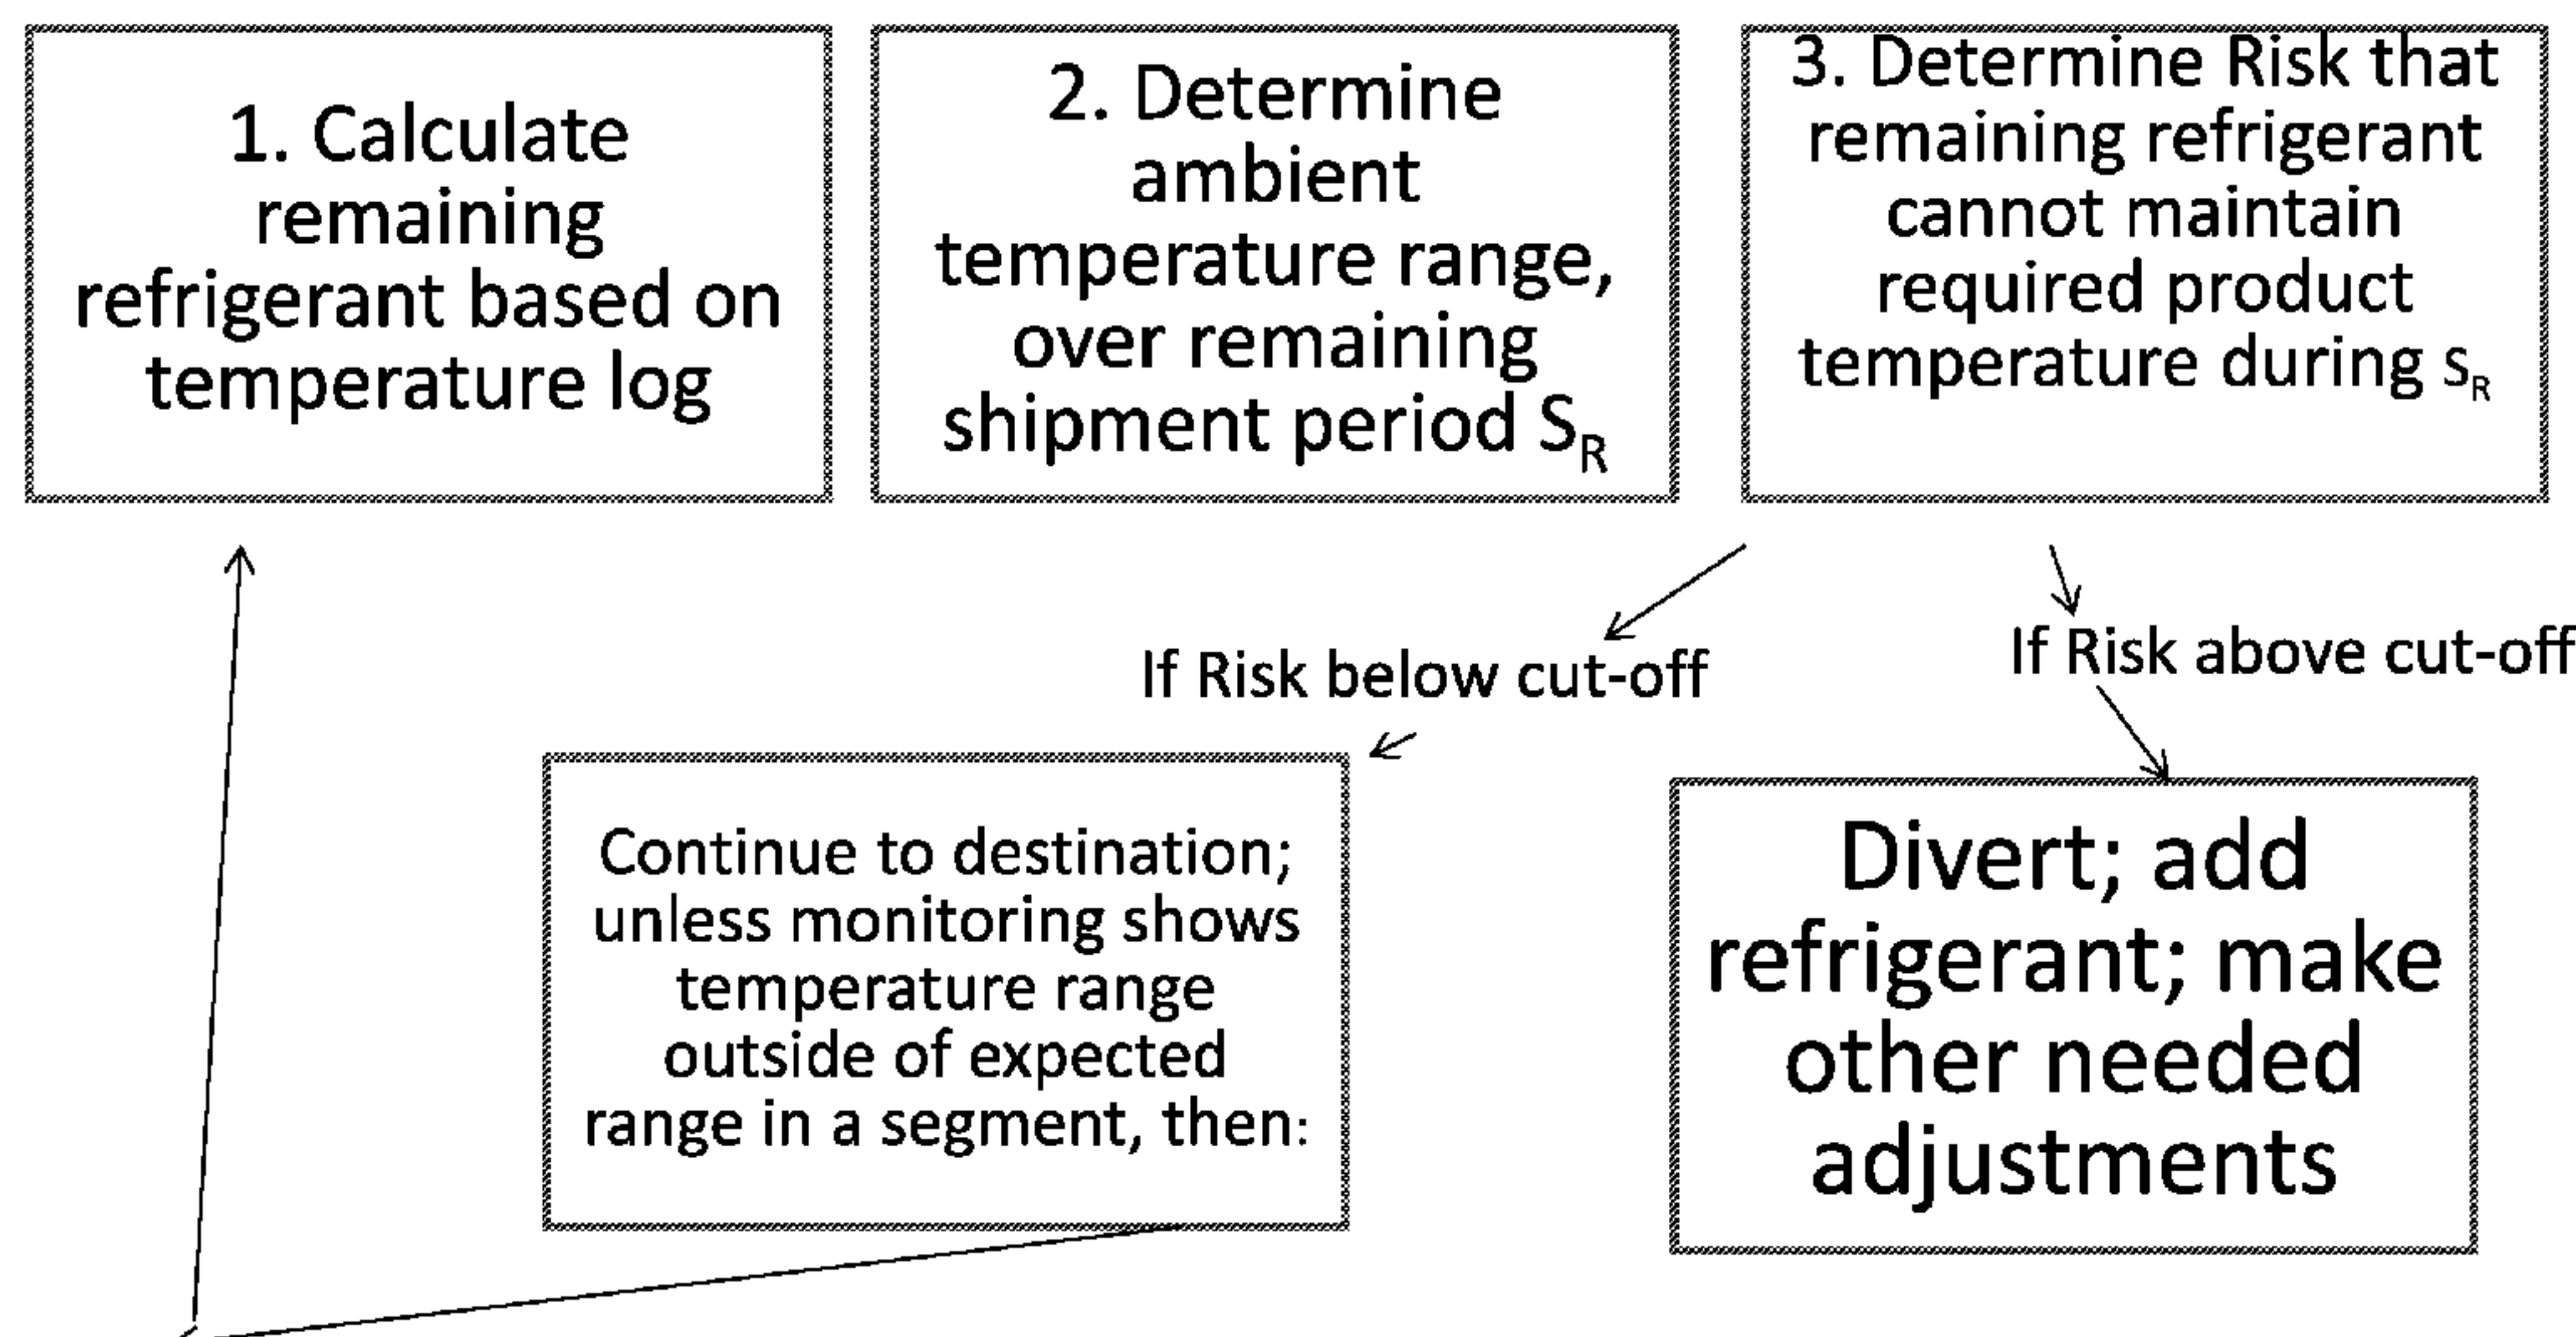 1. Calculate
remaining
refrigerant based on
temperature log
2. Determine
ambient
temperature range,
over remaining
shipment period S_R
3. Determine Risk that
remaining refrigerant
cannot maintain
required product
temperature during S_R
If Risk below cut-off
If Risk above cut-off
Continue to destination;
unless monitoring shows
temperature range
outside of expected
range in a segment, then:
Divert; add
refrigerant; make
other needed
adjustments